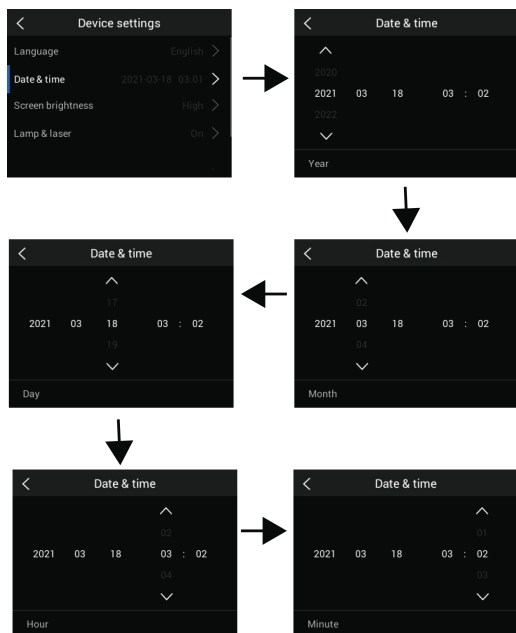 Device settings
Language English
Date & time 2021-03-18 03:01
Screen brightness High
Lamp & laser On
Date & time
2020
2021 03 18 03 : 02
2022
Year
Date & time
02
2021 03 18 03 : 02
04
Month
Date & time
17
2021 03 18 03 : 02
19
Day
Date & time
02
2021 03 18 03 : 02
04
Hour
Date & time
01
2021 03 18 03 : 02
03
Minute